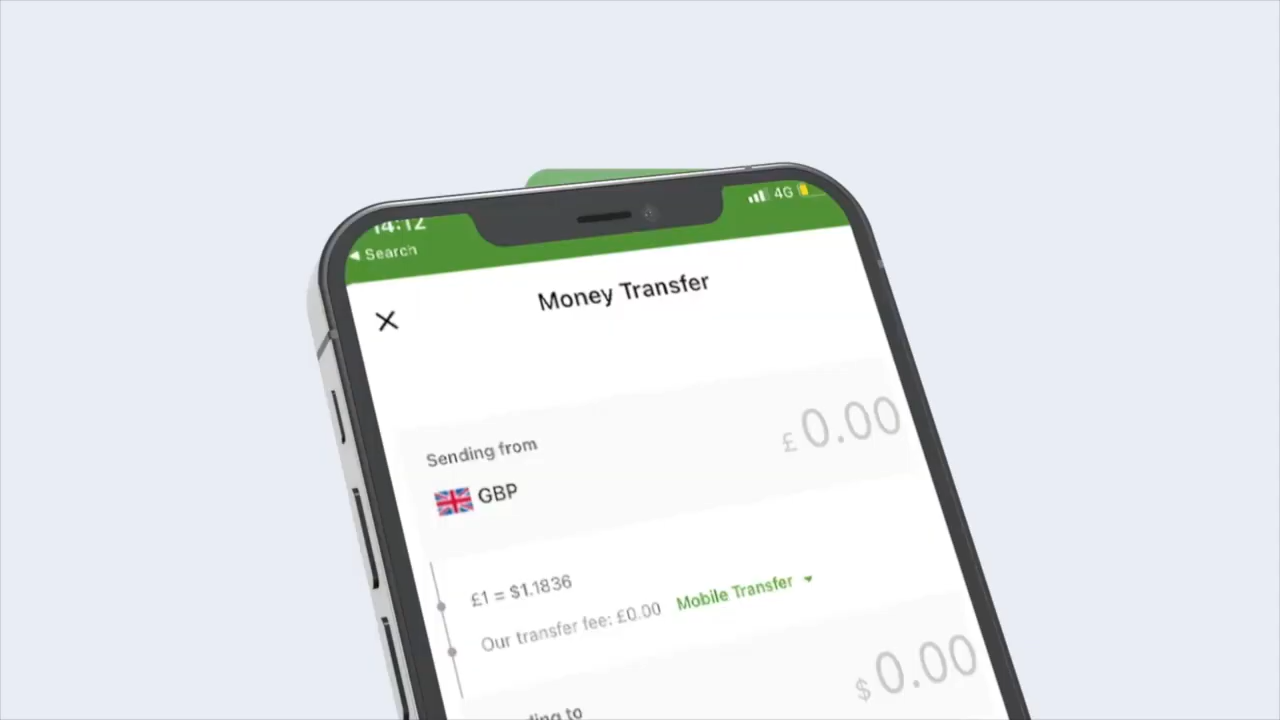 14:12
4G
Search
Money Transfer
Sending from
£ 0.00
GBP
£1 = $1.1836
Our transfer fee: £0.00 Mobile Transfer
$ 0.00